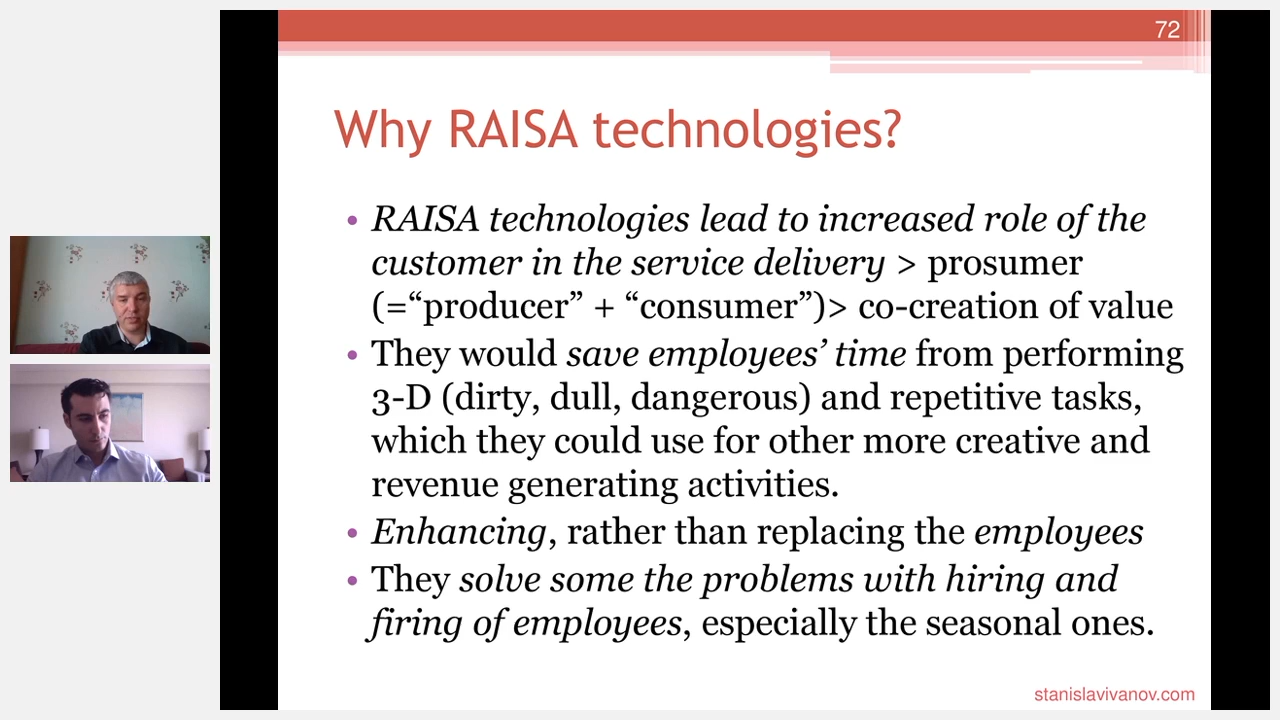 72
Why RAISA technologies?
• RAISA technologies lead to increased role of the
customer in the service delivery > prosumer
(=“producer” + “consumer”)> co-creation of value
• They would save employees’ time from performing
3-D (dirty, dull, dangerous) and repetitive tasks,
which they could use for other more creative and
revenue generating activities.
• Enhancing, rather than replacing the employees
• They solve some the problems with hiring and
firing of employees, especially the seasonal ones.
stanislavivanov.com